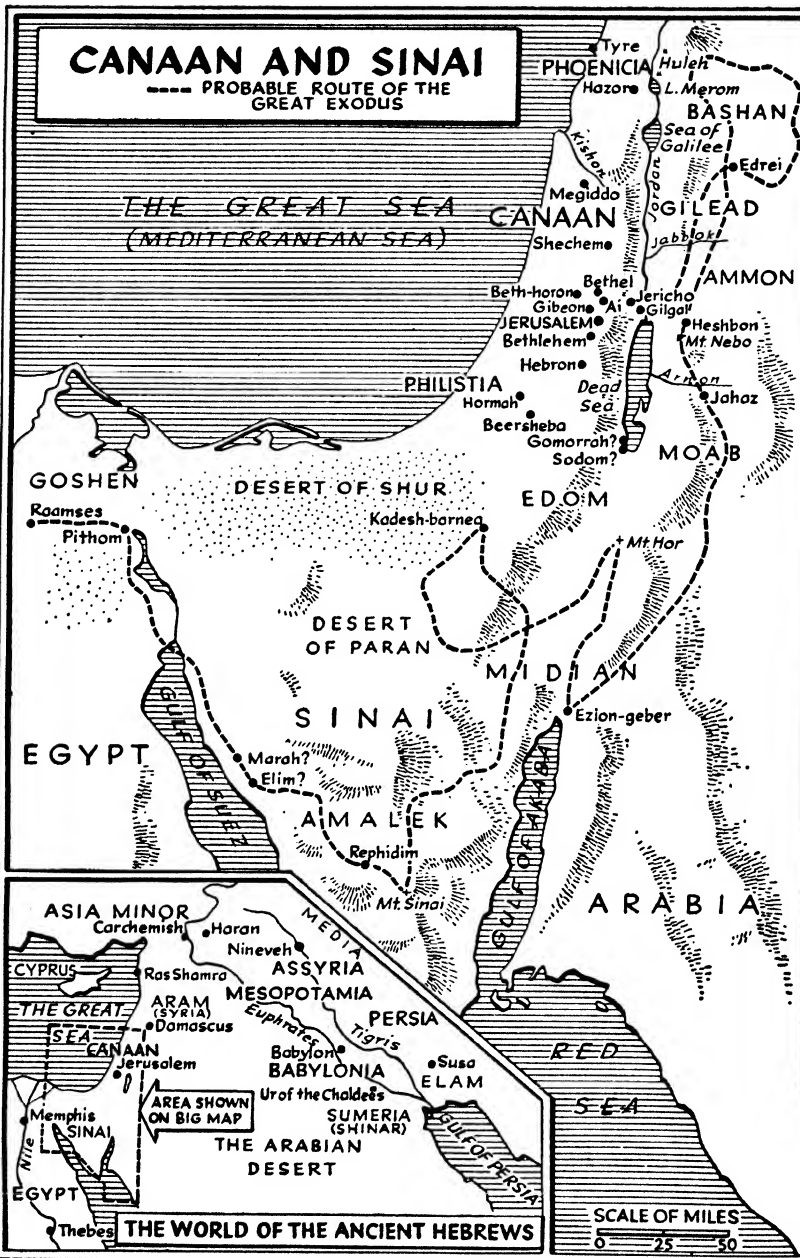 CANAAN AND SINAI
PROBABLE ROUTE OF THE
GREAT EXODUS
Tyre
PHOENICIA
Huleh
Hazor
L. Merom
BASHAN
Sea of
Galilee
Kishon
Edrei
Megiddo
Jordan
THE GREAT SEA
(MEDITERRANEAN SEA)
CANAAN
GILEAD
Shechem
Jabbok
AMMON
Bethel
Beth-horon
Ai
Jericho
Gibeon
Gilgal
JERUSALEM
Heshbon
Bethlehem
Mt. Nebo
Hebron
Arnon
PHILISTIA
Dead
Sea
Jahaz
Hormah
Beersheba
Gomorrah?
Sodom?
MOAB
GOSHEN
DESERT OF SHUR
EDOM
Raamses
Pithom
Kadesh-barnea
Mt. Hor
DESERT
OF PARAN
MIDIAN
SINAI
Ezion-geber
EGYPT
GULF OF SUEZ
Marah?
Elim?
GULF OF AKABA
AMALEK
Rephidim
Mt. Sinai
ARABIA
RED
SEA
SCALE OF MILES
0 25 50
ASIA MINOR
Carchemish
Haran
MEDIA
Nineveh
ASSYRIA
CYPRUS
Ras Shamra
MESOPOTAMIA
THE GREAT
SEA
ARAM
(SYRIA)
Euphrates
Tigris
PERSIA
Damascus
CANAAN
Jerusalem
Babylon
BABYLONIA
Susa
ELAM
Ur of the Chaldees
AREA SHOWN
ON BIG MAP
SUMERIA
(SHINAR)
GULF OF PERSIA
Memphis
SINAI
Nile
THE ARABIAN
DESERT
EGYPT
Thebes
THE WORLD OF THE ANCIENT HEBREWS